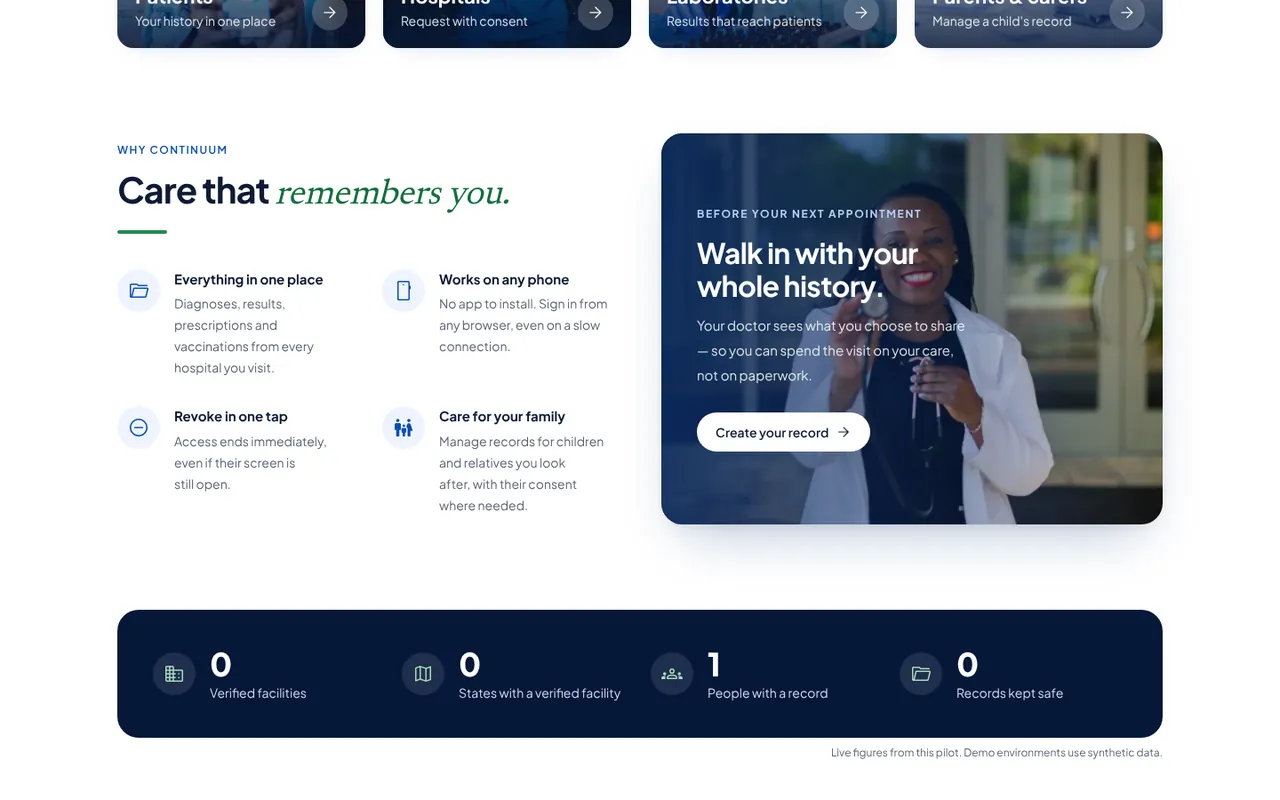 Patients
Your history in one place
Hospitals
Request with consent
Laboratories
Results that reach patients
Parents & Carers
Manage a child's record
WHY CONTINUUM
Care that remembers you.
Everything in one place
Diagnoses, results,
prescriptions and
vaccinations from every
hospital you visit.
Works on any phone
No app to install. Sign in from
any browser, even on a slow
connection.
Revoke in one tap
Access ends immediately,
even if their screen is
still open.
Care for your family
Manage records for children
and relatives you look
after, with their consent
where needed.
BEFORE YOUR NEXT APPOINTMENT
Walk in with your
whole history.
Your doctor sees what you choose to share
— so you can spend the visit on your care,
not on paperwork.
Create your record
0
Verified facilities
0
States with a verified facility
1
People with a record
0
Records kept safe
Live figures from this pilot. Demo environments use synthetic data.